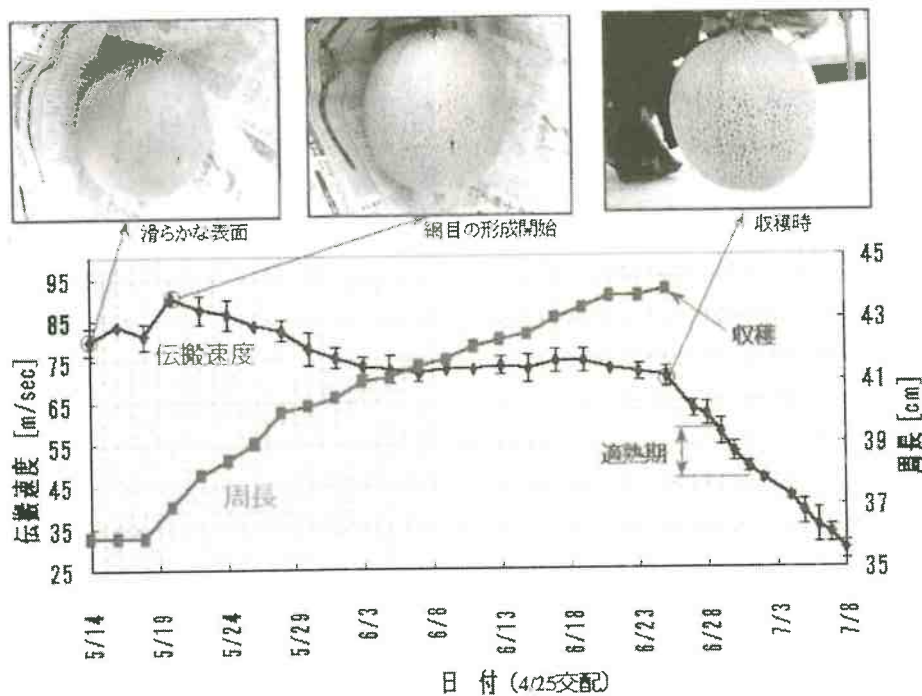 滑らかな表面
網目の形成開始
収穫時
伝搬速度 [m/sec]
95
85
75
65
55
45
35
25
伝搬速度
周長
収穫
適熟期
45
43
41
39
37
35
周長 [cm]
5/14
5/19
5/24
5/29
6/3
6/8
6/13
6/18
6/23
6/28
7/3
7/8
日 付 (4/25交配)